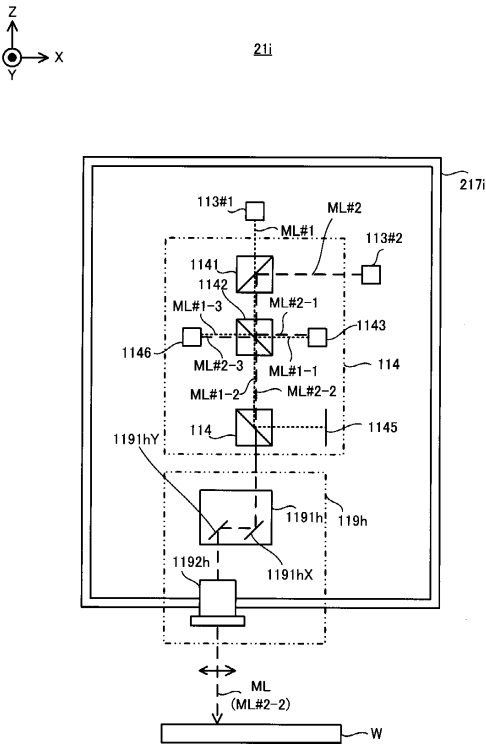 Z
21i
X
Y
217i
113#1
ML#2
ML#1
113#2
1141
1142
ML#1-3
ML#2-1
1143
1146
ML#2-3
ML#1-1
114
ML#1-2
ML#2-2
114
1145
1191hY
1191h
119h
1191hX
1192h
ML
(ML#2-2)
W